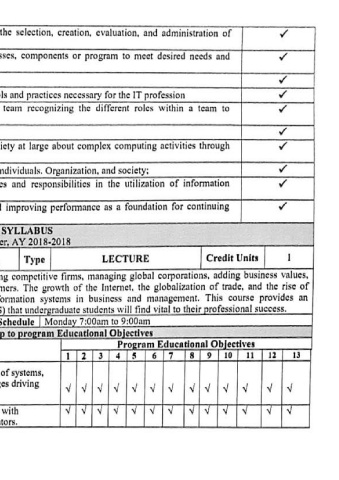 the selection, creation, evaluation, and administration of ✓
sses, components or program to meet desired needs and ✓
✓
ls and practices necessary for the IT profession ✓
team recognizing the different roles within a team to ✓
✓
iety at large about complex computing activities through ✓
ndividuals. Organization, and society; ✓
es and responsibilities in the utilization of information ✓
improving performance as a foundation for continuing ✓
SYLLABUS
er, AY 2018-2018
Type LECTURE Credit Units 1
ng competitive firms, managing global corporations, adding business values,
mers. The growth of the Internet, the globalization of trade, and the rise of
formation systems in business and management. This course provides an
S) that undergraduate students will find vital to their professional success.
Schedule Monday 7:00am to 9:00am
p to program Educational Objectives
Program Educational Objectives
1 2 3 4 5 6 7 8 9 10 11 12 13
of systems,
es driving √ √ √ √ √ √ √ √ √ √ √ √ √
with √ √ √ √ √ √ √ √ √ √ √ √ √
tors.